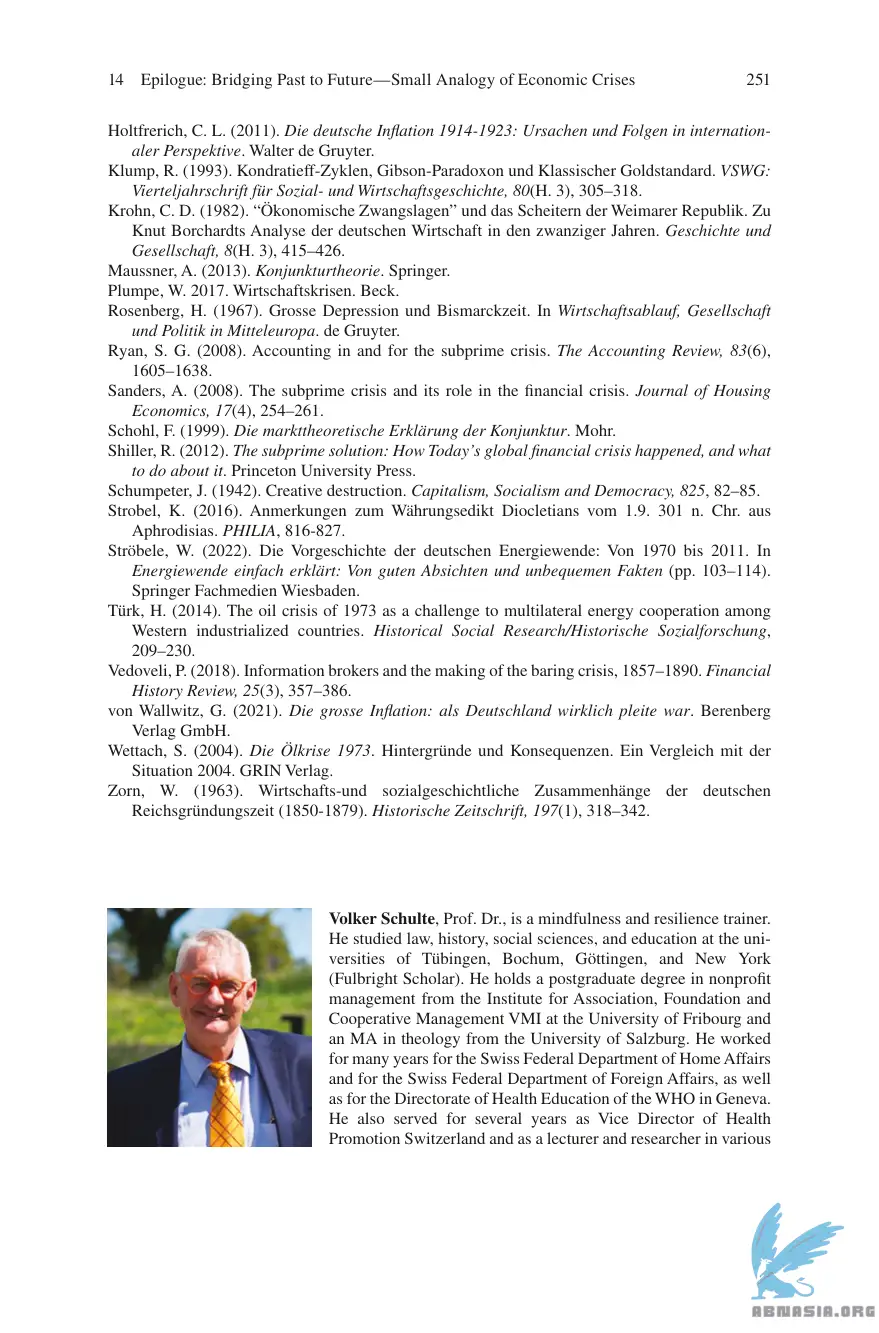 14 Epilogue: Bridging Past to Future—Small Analogy of Economic Crises 251
Holtfrerich, C. L. (2011). Die deutsche Inflation 1914-1923: Ursachen und Folgen in internation-
aler Perspektive. Walter de Gruyter.
Klump, R. (1993). Kondratieff-Zyklen, Gibson-Paradoxon und Klassischer Goldstandard. VSWG:
Vierteljahrschrift für Sozial- und Wirtschaftsgeschichte, 80(H. 3), 305–318.
Krohn, C. D. (1982). “Ökonomische Zwangslagen” und das Scheitern der Weimarer Republik. Zu
Knut Borchardts Analyse der deutschen Wirtschaft in den zwanziger Jahren. Geschichte und
Gesellschaft, 8(H. 3), 415–426.
Maussner, A. (2013). Konjunkturtheorie. Springer.
Plumpe, W. 2017. Wirtschaftskrisen. Beck.
Rosenberg, H. (1967). Grosse Depression und Bismarckzeit. In Wirtschaftsablauf, Gesellschaft
und Politik in Mitteleuropa. de Gruyter.
Ryan, S. G. (2008). Accounting in and for the subprime crisis. The Accounting Review, 83(6),
1605–1638.
Sanders, A. (2008). The subprime crisis and its role in the financial crisis. Journal of Housing
Economics, 17(4), 254–261.
Schohl, F. (1999). Die markttheoretische Erklärung der Konjunktur. Mohr.
Shiller, R. (2012). The subprime solution: How Today’s global financial crisis happened, and what
to do about it. Princeton University Press.
Schumpeter, J. (1942). Creative destruction. Capitalism, Socialism and Democracy, 825, 82–85.
Strobel, K. (2016). Anmerkungen zum Währungsedikt Diocletians vom 1.9. 301 n. Chr. aus
Aphrodisias. PHILIA, 816-827.
Ströbele, W. (2022). Die Vorgeschichte der deutschen Energiewende: Von 1970 bis 2011. In
Energiewende einfach erklärt: Von guten Absichten und unbequemen Fakten (pp. 103–114).
Springer Fachmedien Wiesbaden.
Türk, H. (2014). The oil crisis of 1973 as a challenge to multilateral energy cooperation among
Western industrialized countries. Historical Social Research/Historische Sozialforschung,
209–230.
Vedoveli, P. (2018). Information brokers and the making of the baring crisis, 1857–1890. Financial
History Review, 25(3), 357–386.
von Wallwitz, G. (2021). Die grosse Inflation: als Deutschland wirklich pleite war. Berenberg
Verlag GmbH.
Wettach, S. (2004). Die Ölkrise 1973. Hintergründe und Konsequenzen. Ein Vergleich mit der
Situation 2004. GRIN Verlag.
Zorn, W. (1963). Wirtschafts-und sozialgeschichtliche Zusammenhänge der deutschen
Reichsgründungszeit (1850-1879). Historische Zeitschrift, 197(1), 318–342.
Volker Schulte, Prof. Dr., is a mindfulness and resilience trainer.
He studied law, history, social sciences, and education at the uni-
versities of Tübingen, Bochum, Göttingen, and New York
(Fulbright Scholar). He holds a postgraduate degree in nonprofit
management from the Institute for Association, Foundation and
Cooperative Management VMI at the University of Fribourg and
an MA in theology from the University of Salzburg. He worked
for many years for the Swiss Federal Department of Home Affairs
and for the Swiss Federal Department of Foreign Affairs, as well
as for the Directorate of Health Education of the WHO in Geneva.
He also served for several years as Vice Director of Health
Promotion Switzerland and as a lecturer and researcher in various
ABNASIA.ORG